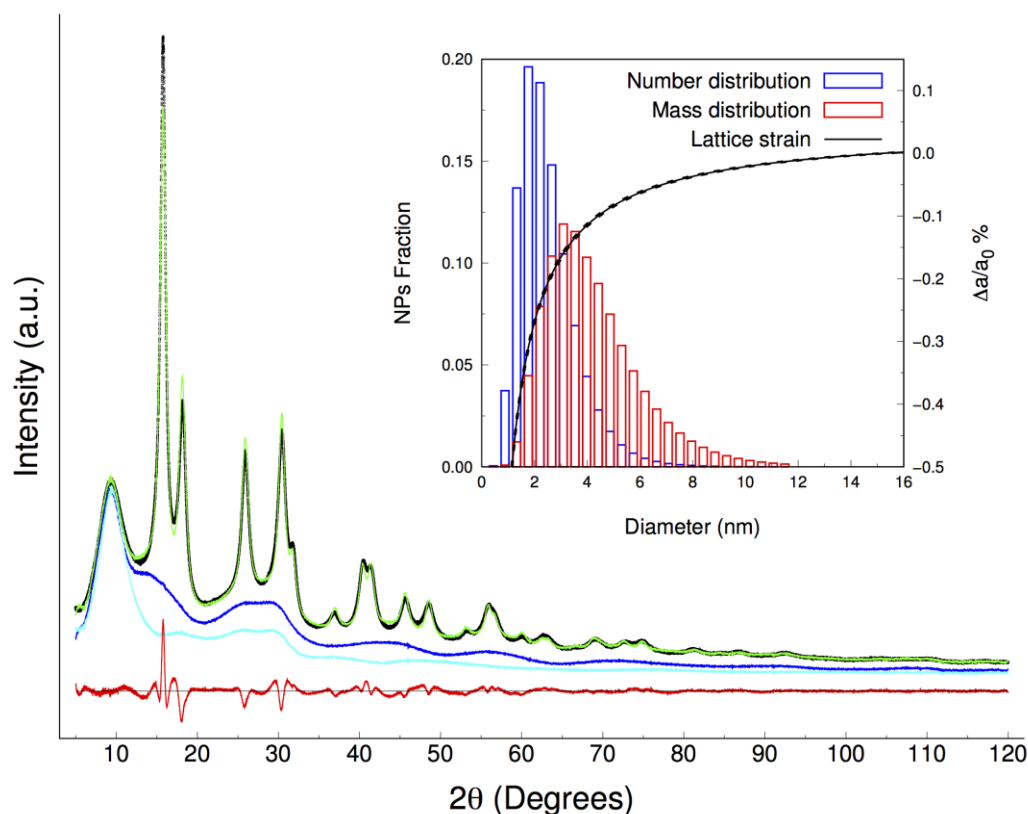 Intensity (a.u.)
10 20 30 40 50 60 70 80 90 100 110 120
2θ (Degrees)
NPs Fraction
0.20
0.15
0.10
0.05
0.00
Number distribution
Mass distribution
Lattice strain
0.1
0.0
−0.1
−0.2
−0.3
−0.4
−0.5
Δa/a0 %
0 2 4 6 8 10 12 14 16
Diameter (nm)